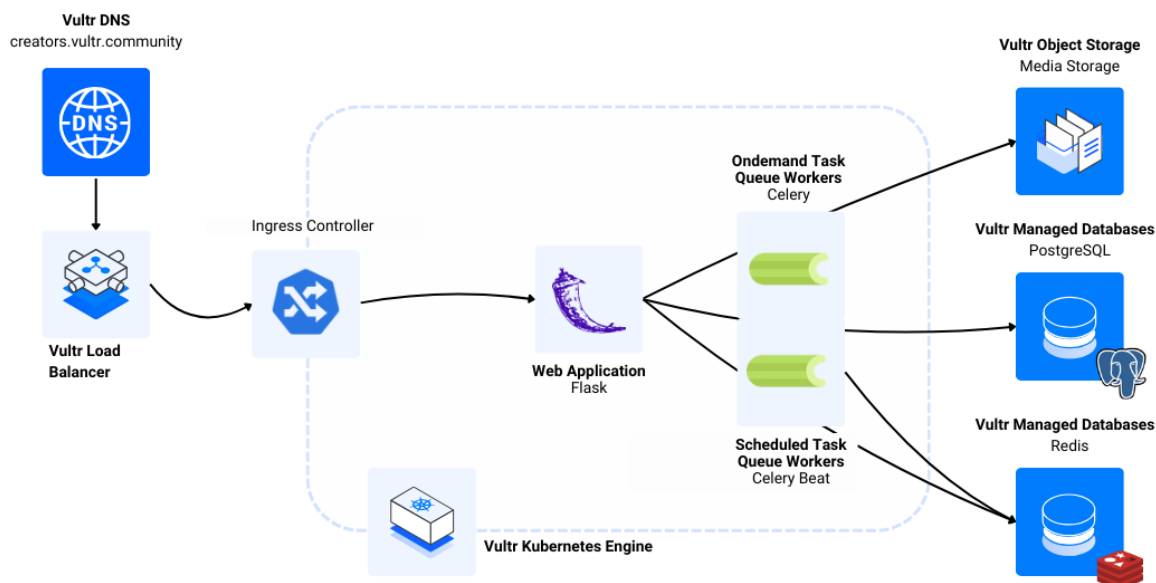 Vultr DNS
creators.vultr.community
DNS
Vultr Load
Balancer
Ingress Controller
Web Application
Flask
Ondemand Task
Queue Workers
Celery
Scheduled Task
Queue Workers
Celery Beat
Vultr Kubernetes Engine
Vultr Object Storage
Media Storage
Vultr Managed Databases
PostgreSQL
Vultr Managed Databases
Redis